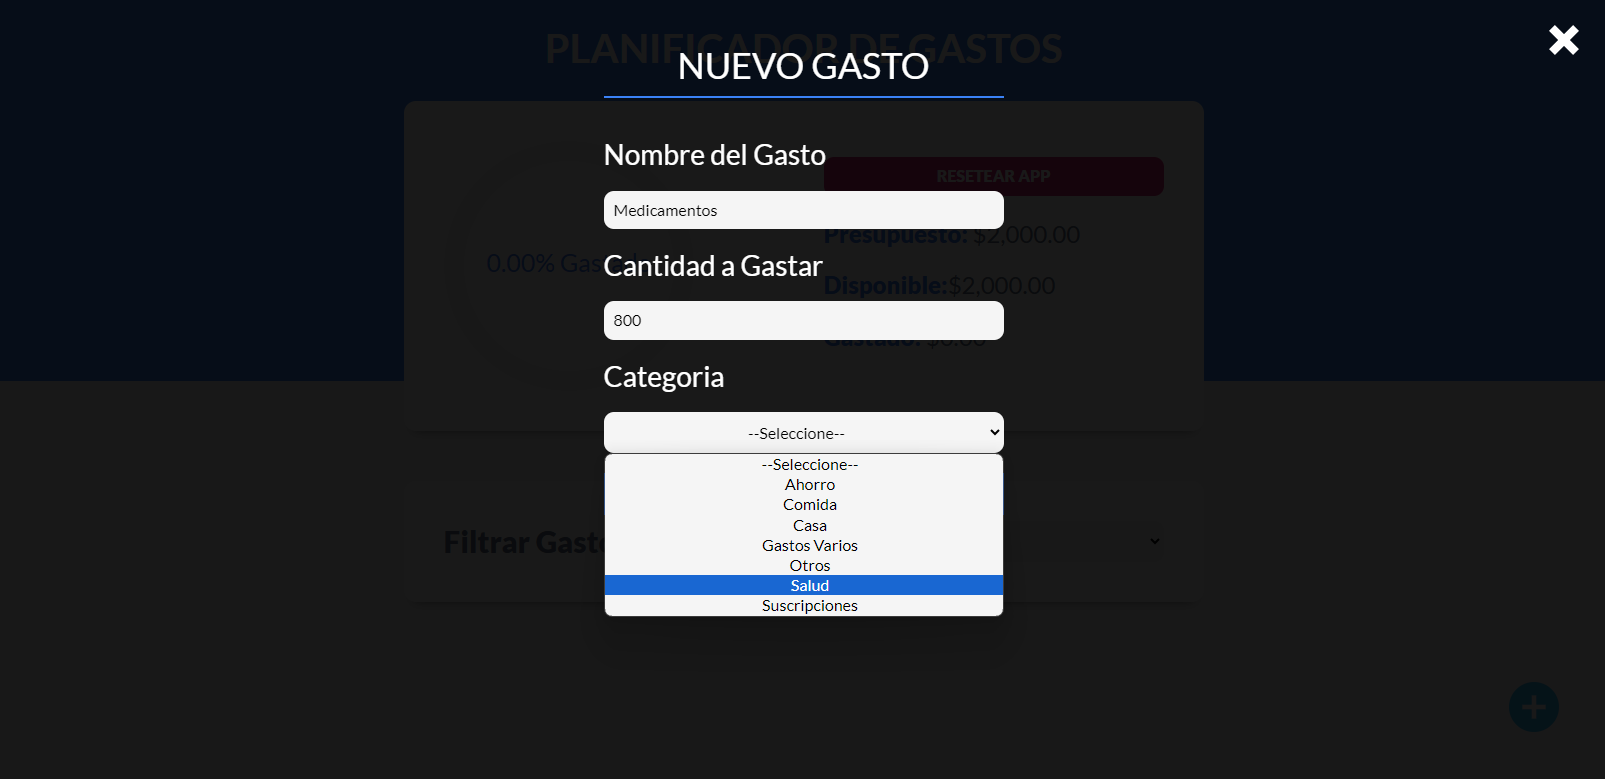 PLANIFICADOR DE GASTOS
NUEVO GASTO
Nombre del Gasto
RESETEAR APP
Medicamentos
Presupuesto: $2,000.00
0.00%
Cantidad a Gastar
Disponible:$2,000.00
800
Gastado: $0.00
Categoria
--Seleccione--
--Seleccione--
Ahorro
Comida
Casa
Gastos Varios
Filtrar
Otros
Salud
Suscripciones